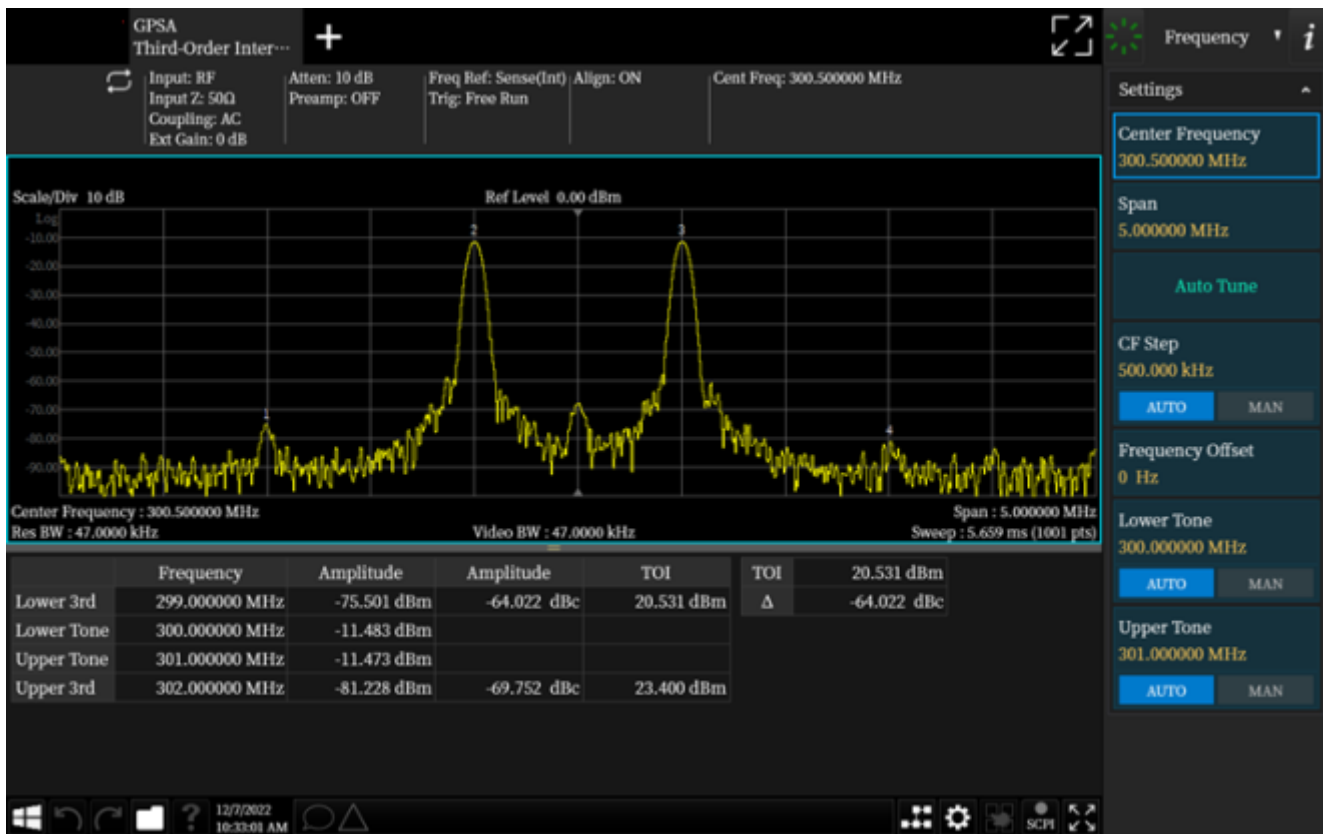 GPSA
Third-Order Inter···
+
Frequency
i
Input: RF
Input Z: 50Ω
Coupling: AC
Ext Gain: 0 dB
Atten: 10 dB
Preamp: OFF
Freq Ref: Sense(Int)
Trig: Free Run
Align: ON
Cent Freq: 300.500000 MHz
Scale/Div 10 dB
Ref Level 0.00 dBm
Log
-10.00
-20.00
-30.00
-40.00
-50.00
-60.00
-70.00
-80.00
-90.00
1
2
3
4
Center Frequency : 300.500000 MHz
Span : 5.000000 MHz
Res BW : 47.0000 kHz
Video BW : 47.0000 kHz
Sweep : 5.659 ms (1001 pts)
Frequency Amplitude Amplitude TOI
Lower 3rd 299.000000 MHz -75.501 dBm -64.022 dBc 20.531 dBm
Lower Tone 300.000000 MHz -11.483 dBm
Upper Tone 301.000000 MHz -11.473 dBm
Upper 3rd 302.000000 MHz -81.228 dBm -69.752 dBc 23.400 dBm
TOI 20.531 dBm
Δ -64.022 dBc
Settings
Center Frequency
300.500000 MHz
Span
5.000000 MHz
Auto Tune
CF Step
500.000 kHz
AUTO MAN
Frequency Offset
0 Hz
Lower Tone
300.000000 MHz
AUTO MAN
Upper Tone
301.000000 MHz
AUTO MAN
?
12/7/2022
10:33:01 AM
SCPI